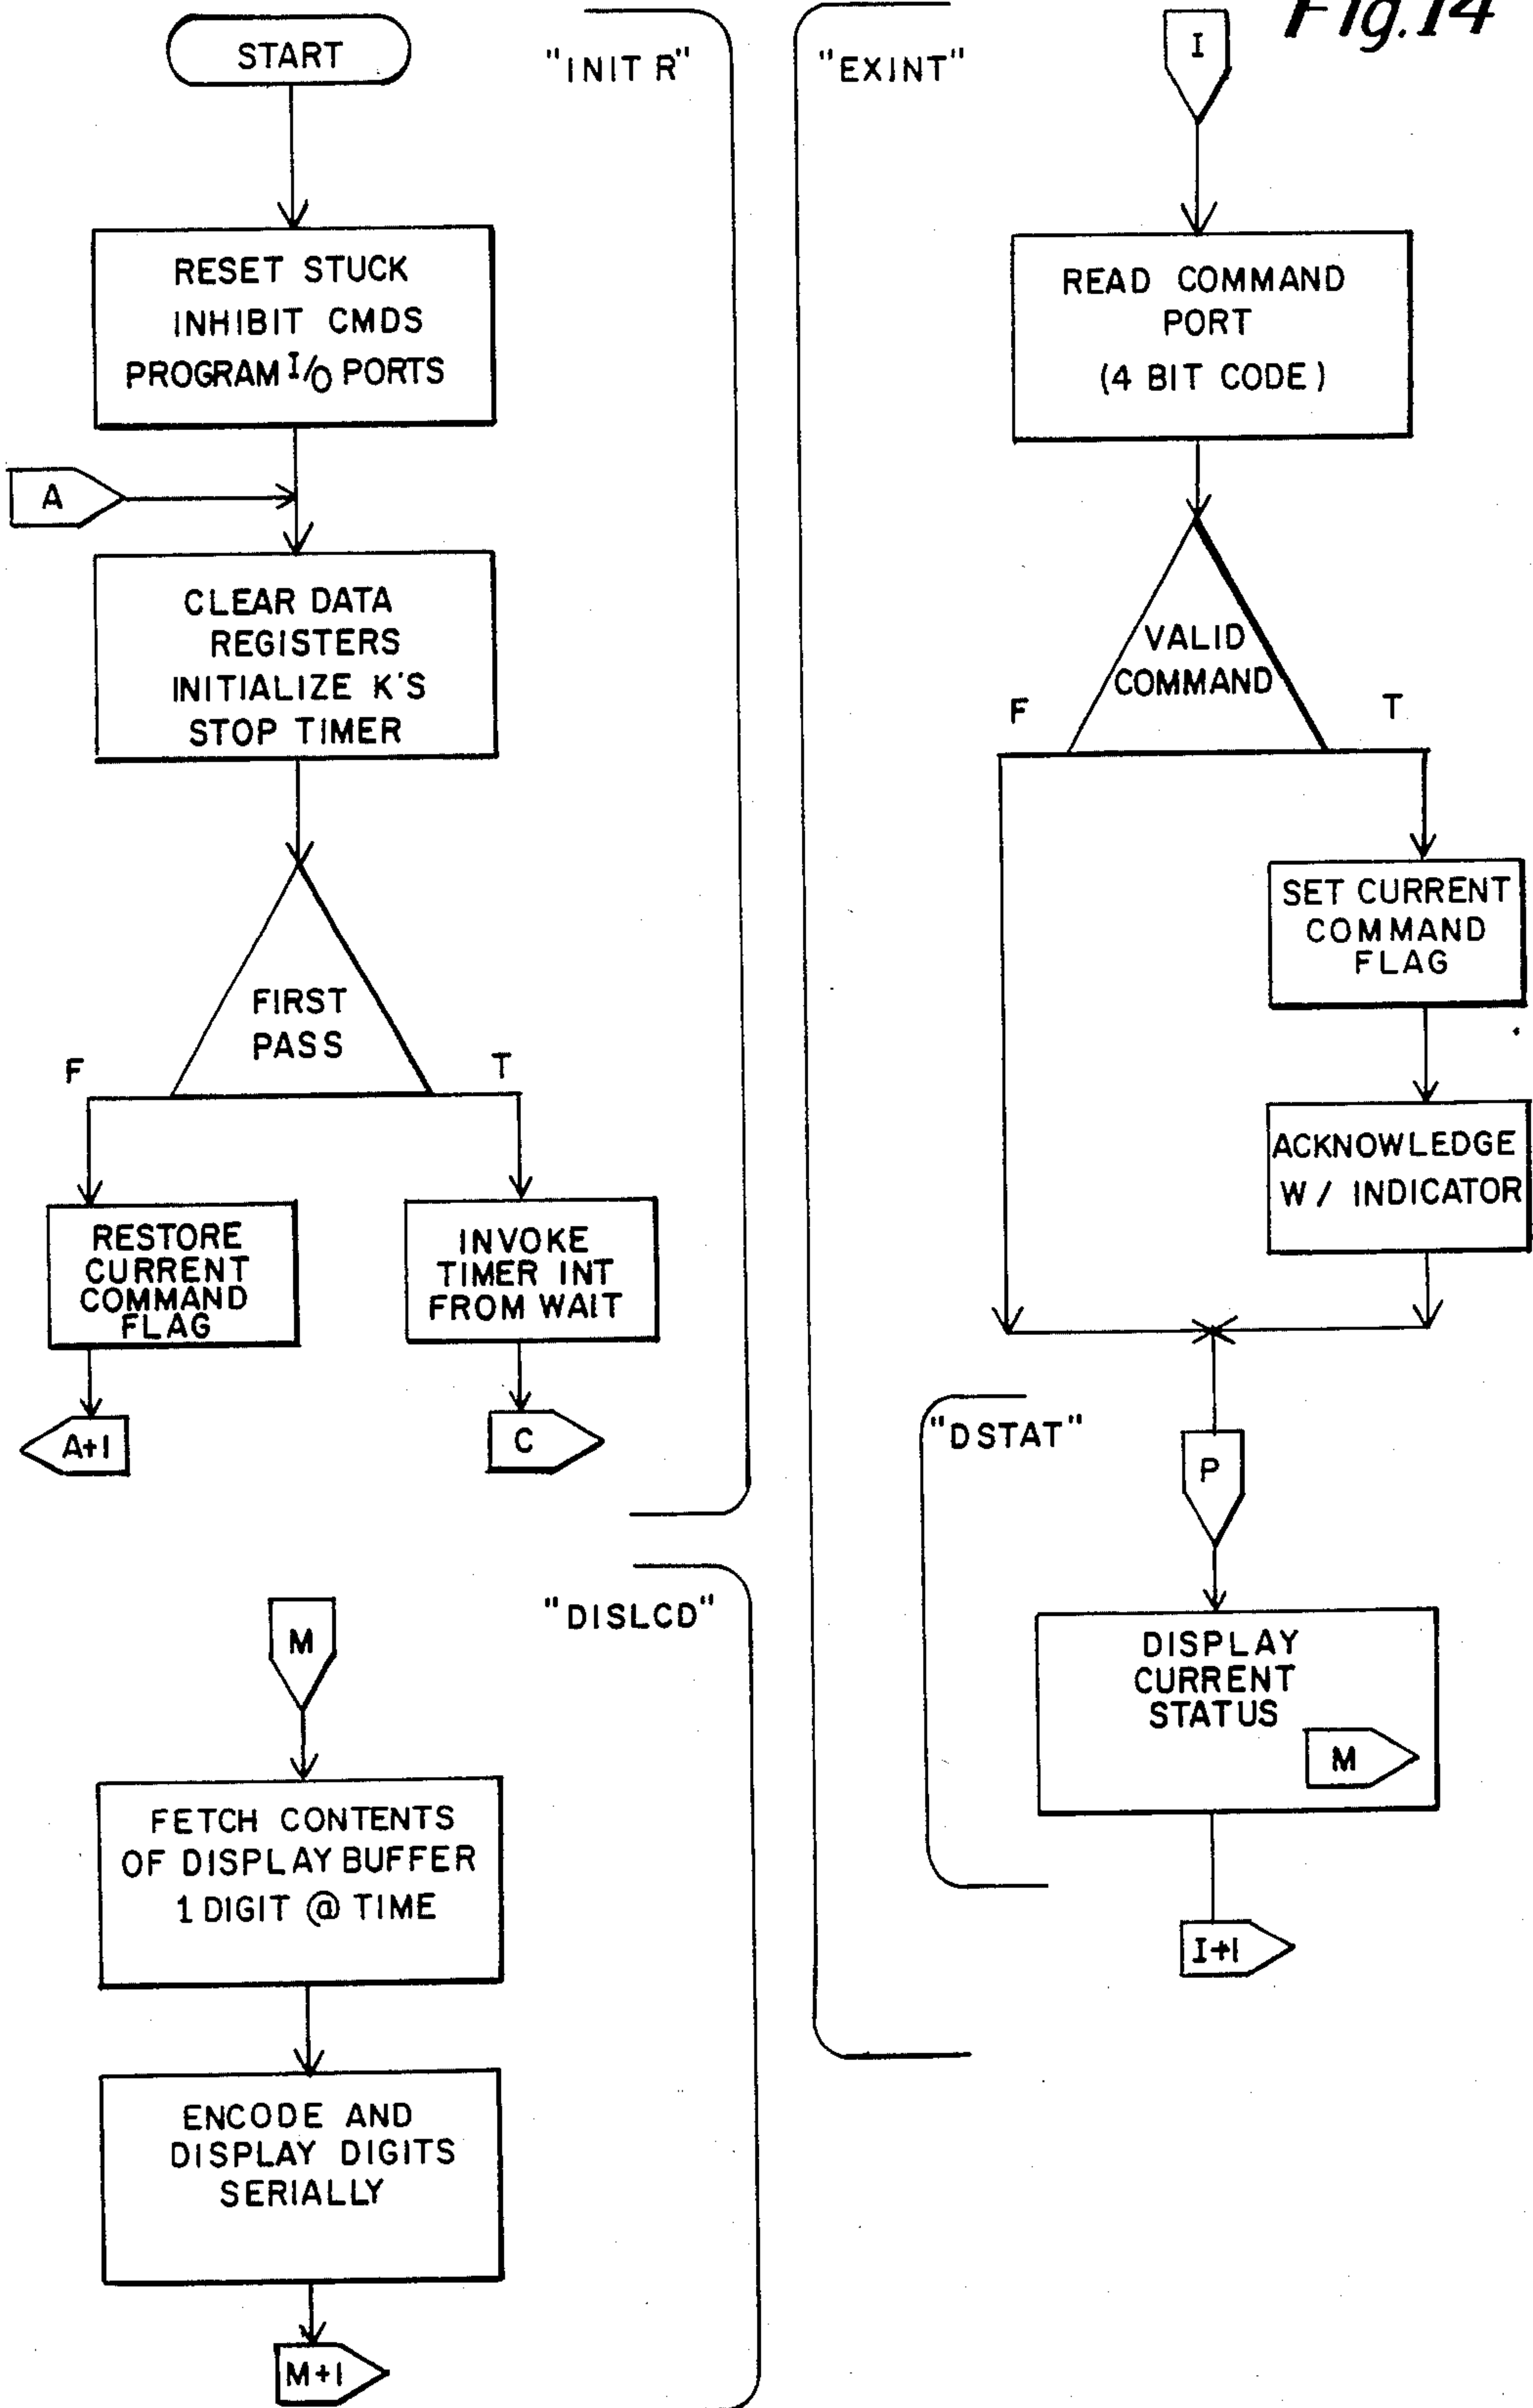 Fig.14
START
"INIT R"
RESET STUCK
INHIBIT CMDS
PROGRAM I/O PORTS
A
CLEAR DATA
REGISTERS
INITIALIZE K'S
STOP TIMER
FIRST
PASS
F
T
RESTORE
CURRENT
COMMAND
FLAG
INVOKE
TIMER INT
FROM WAIT
A+1
C
"DISLCD"
M
FETCH CONTENTS
OF DISPLAY BUFFER
1 DIGIT @ TIME
ENCODE AND
DISPLAY DIGITS
SERIALLY
M+1
"EXINT"
I
READ COMMAND
PORT
(4 BIT CODE)
VALID
COMMAND
F
T
SET CURRENT
COMMAND
FLAG
ACKNOWLEDGE
W/ INDICATOR
"DSTAT"
P
DISPLAY
CURRENT
STATUS
M
I+1